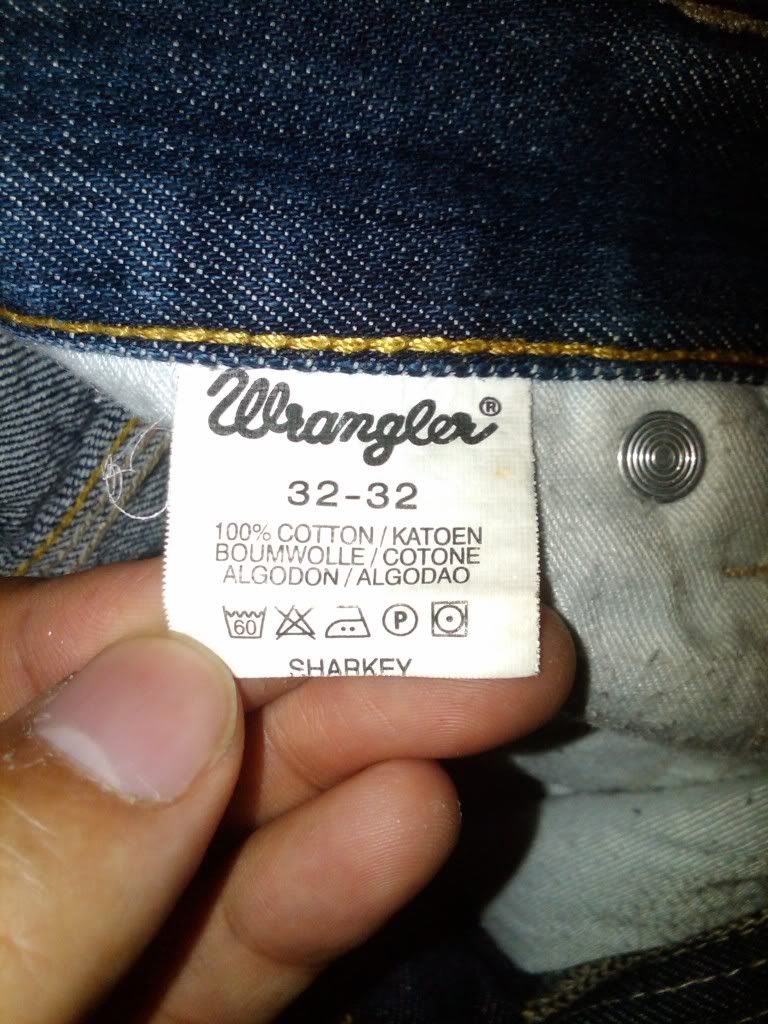 Wrangler®
32-32
100% COTTON / KATOEN
BOUMWOLLE / COTONE
ALGODON / ALGODAO
60 P
SHARKEY